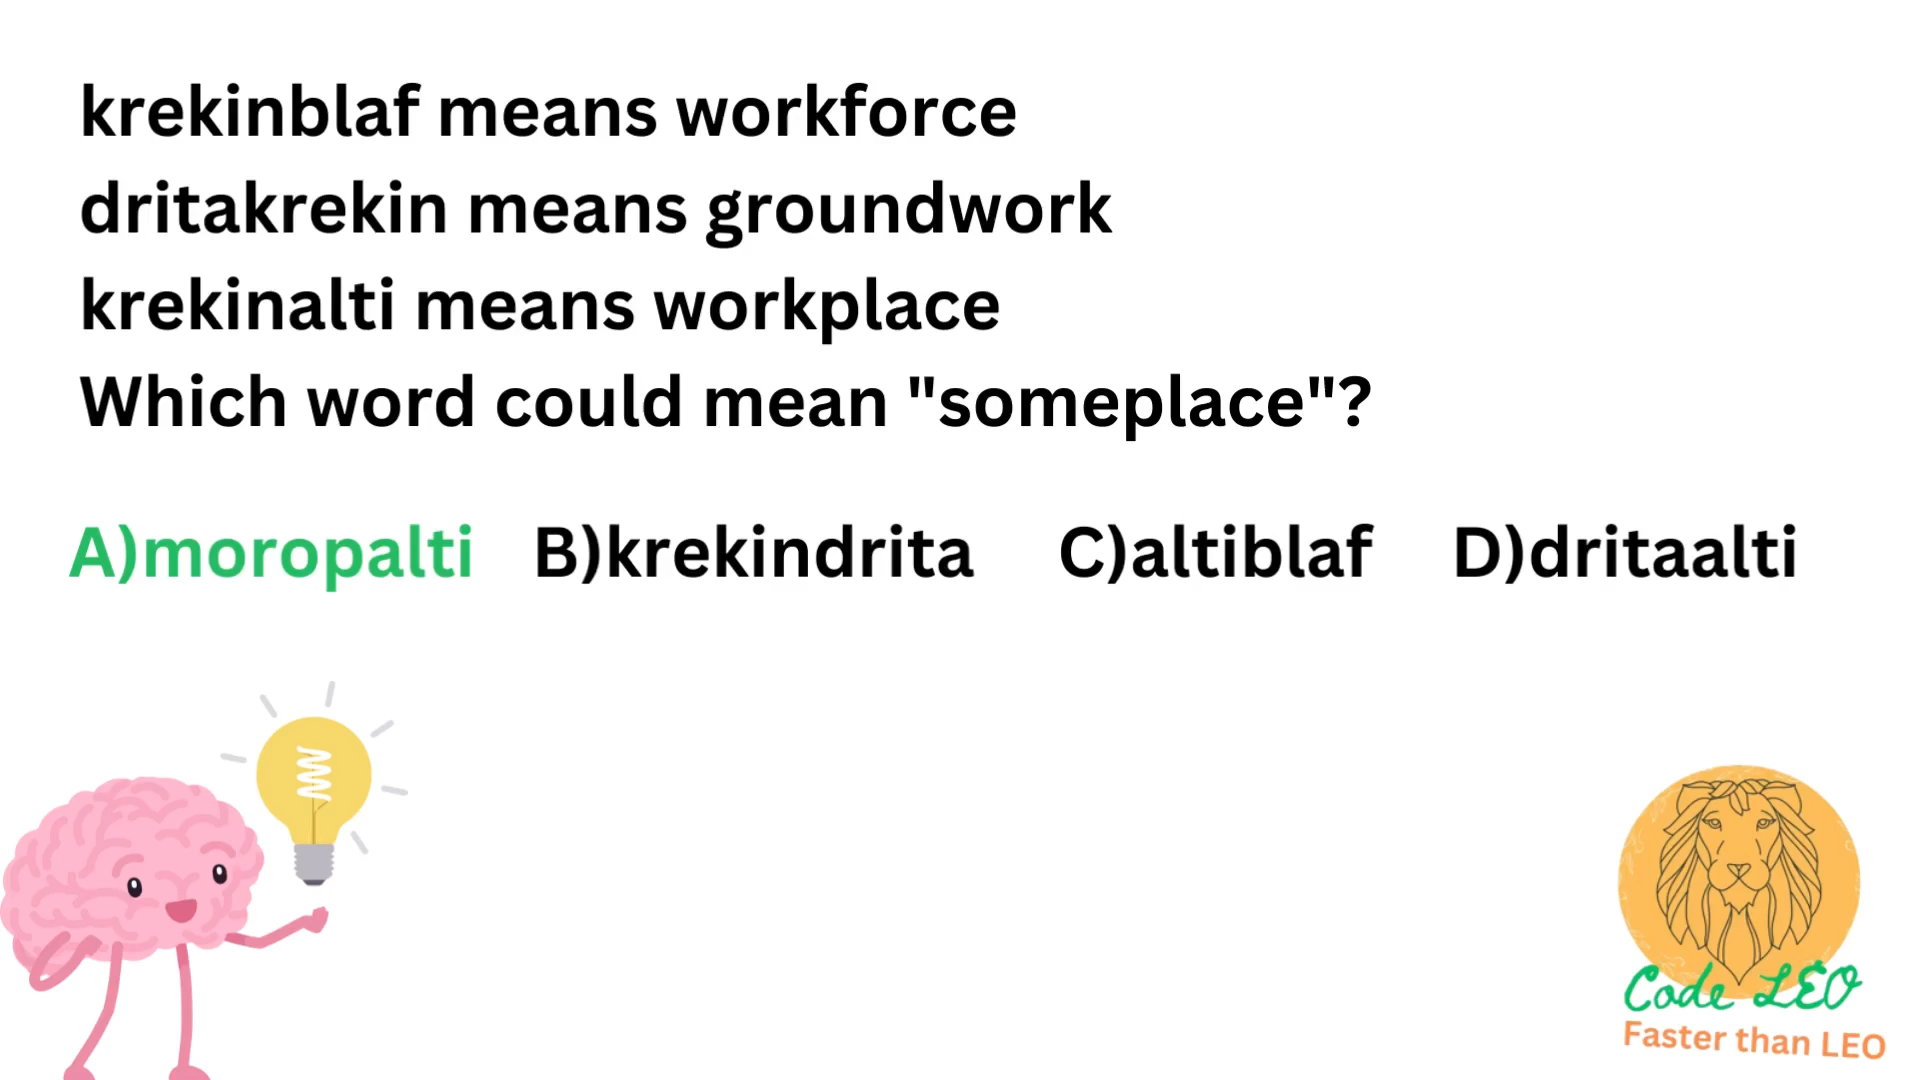 krekinblaf means workforce
dritakrekin means groundwork
krekinalti means workplace
Which word could mean "someplace"?
A)moropalti B)krekindrita C)altiblaf D)dritaalti
Code LEO
Faster than LEO